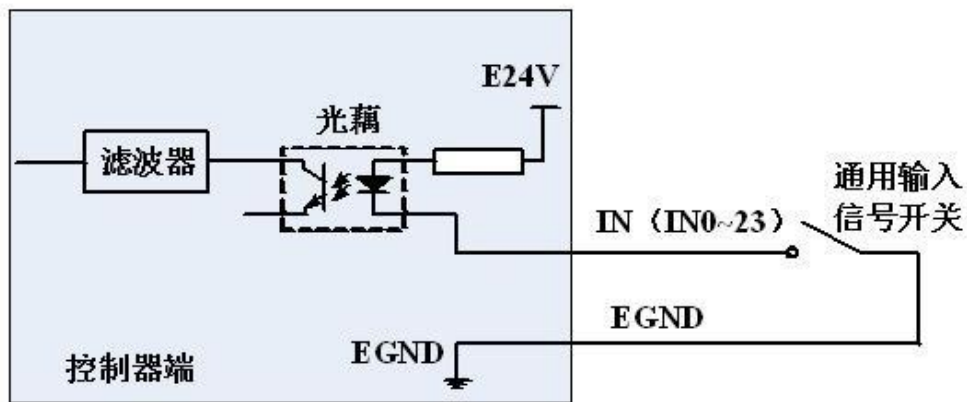 E24V
光藕
滤波器
通用输入
信号开关
IN（IN0~23）
EGND
EGND
控制器端